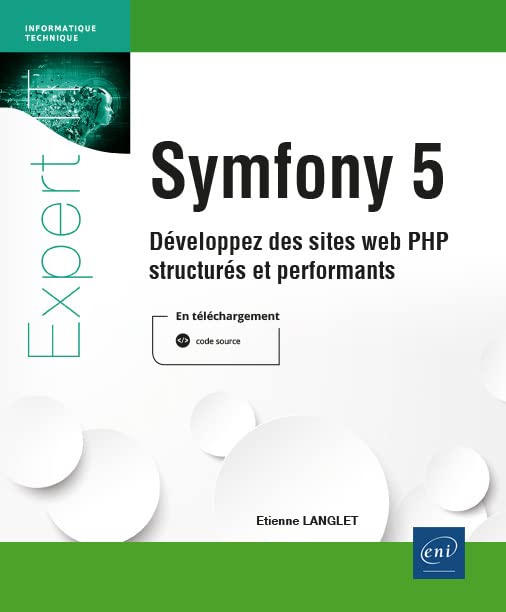 INFORMATIQUE
TECHNIQUE
Expert IT
Symfony 5
Développez des sites web PHP
structurés et performants
En téléchargement
</> code source
Etienne LANGLET
eni